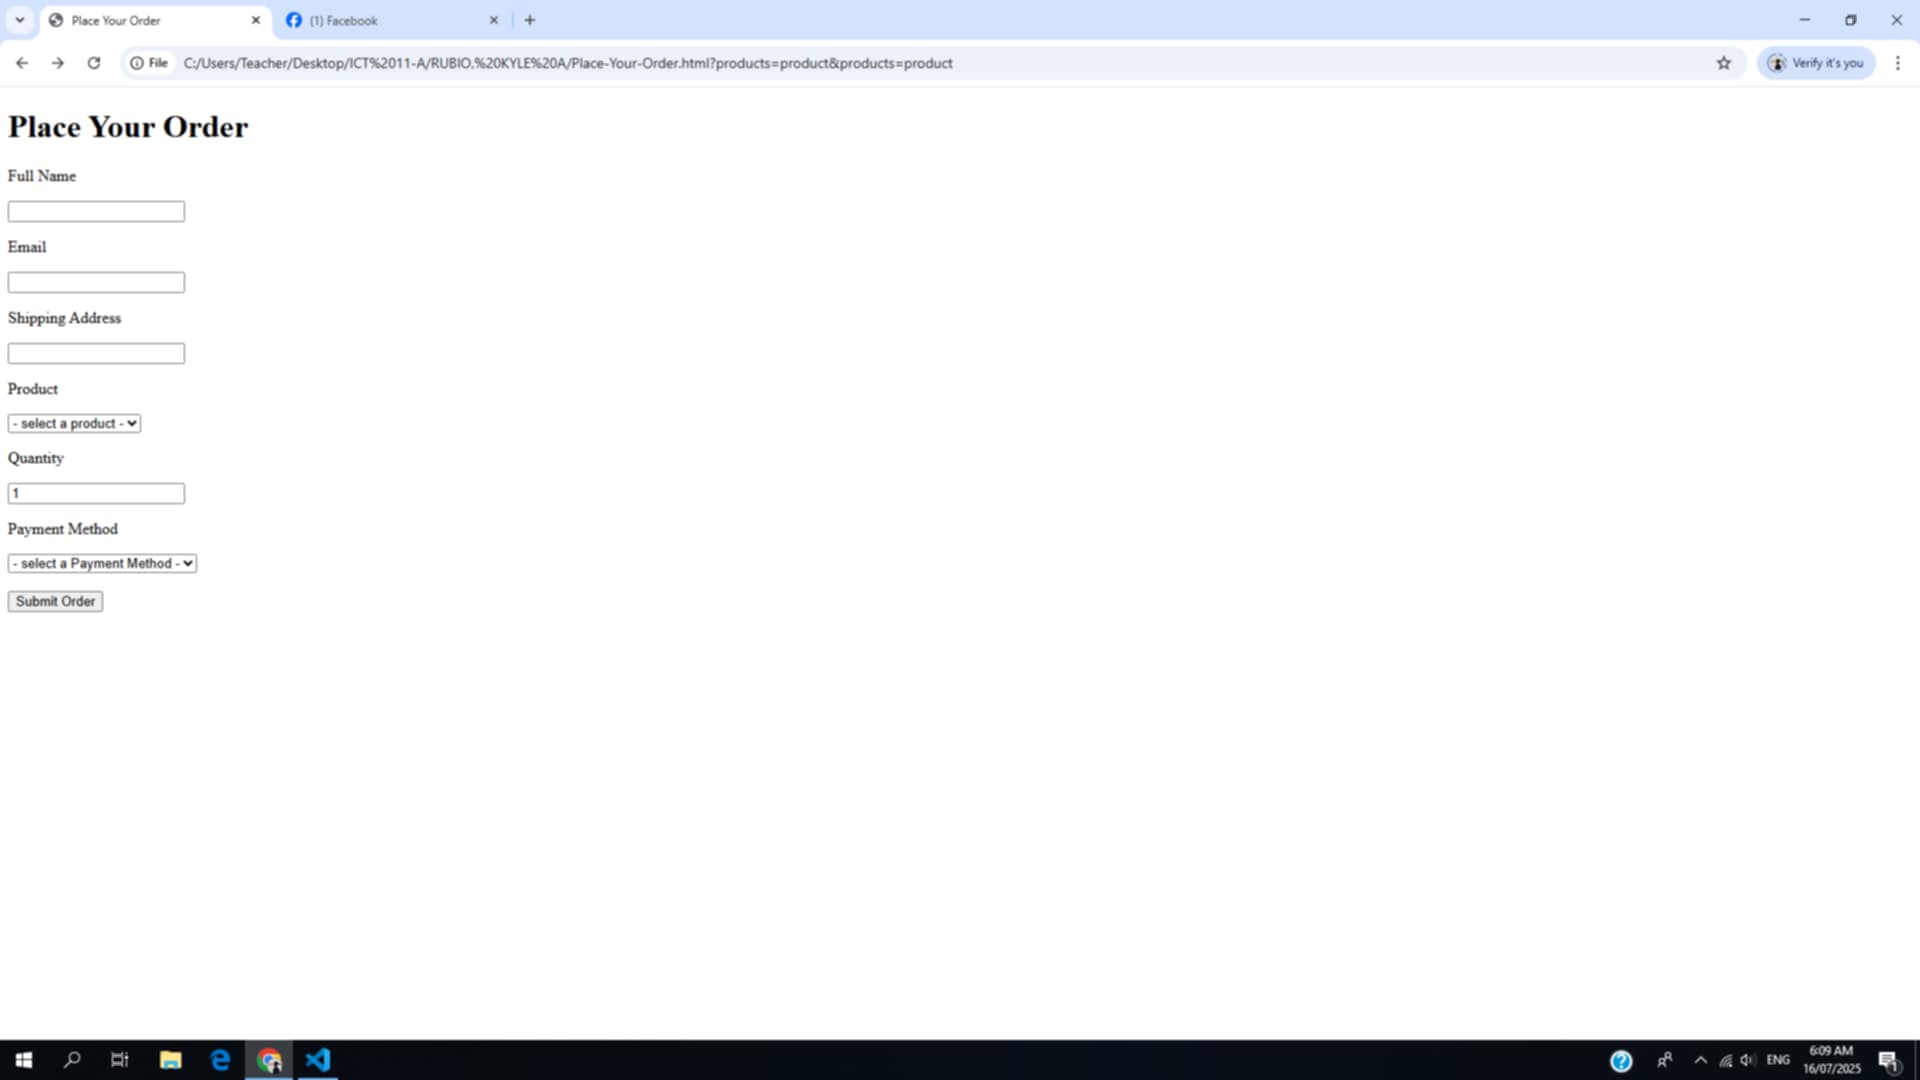 Place Your Order
(1) Facebook
File
C:/Users/Teacher/Desktop/ICT%2011-A/RUBIO,%20KYLE%20A/Place-Your-Order.html?products=product&products=product
Verify it's you
Place Your Order
Full Name
Email
Shipping Address
Product
- select a product -
Quantity
1
Payment Method
- select a Payment Method -
Submit Order
ENG
6:09 AM
16/07/2025
1